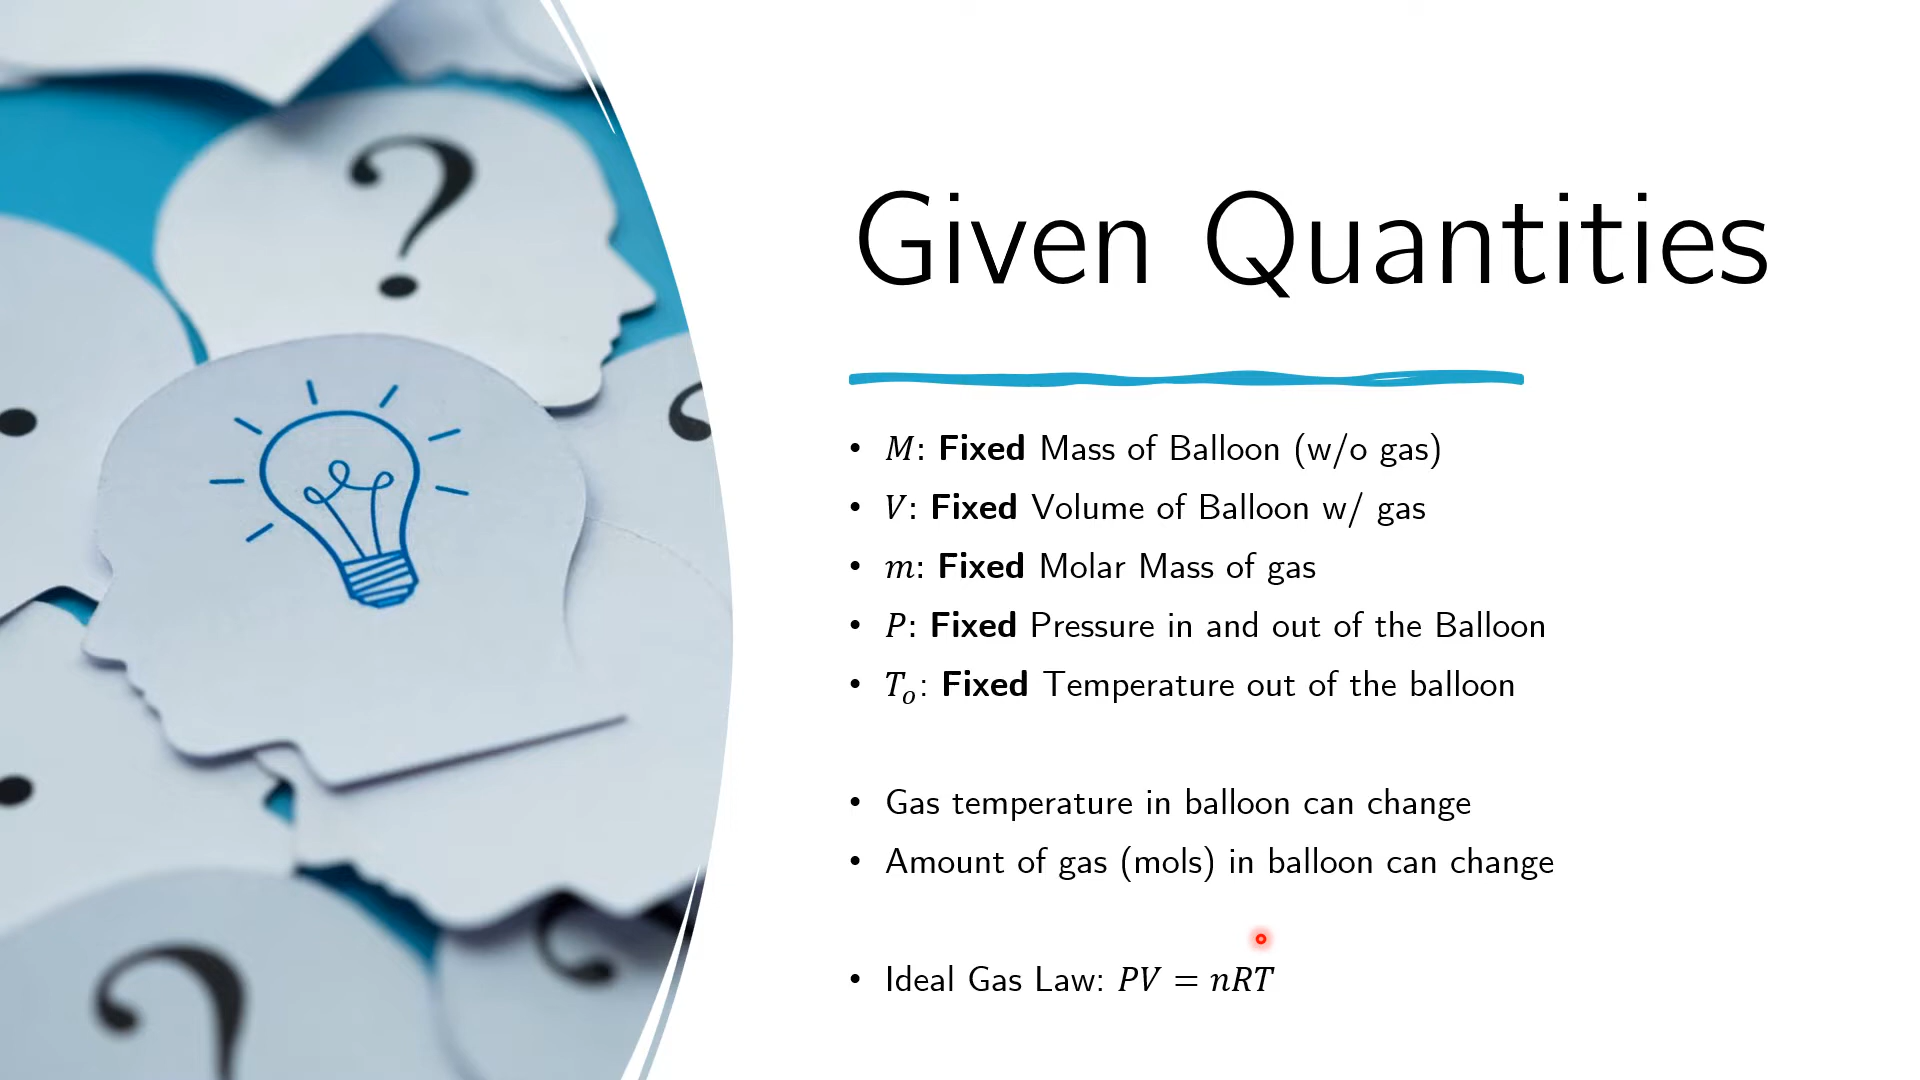 ?
Given Quantities
• M: Fixed Mass of Balloon (w/o gas)
• V: Fixed Volume of Balloon w/ gas
• m: Fixed Molar Mass of gas
• P: Fixed Pressure in and out of the Balloon
• Tₒ: Fixed Temperature out of the balloon
• Gas temperature in balloon can change
• Amount of gas (mols) in balloon can change
• Ideal Gas Law: PV = nRT